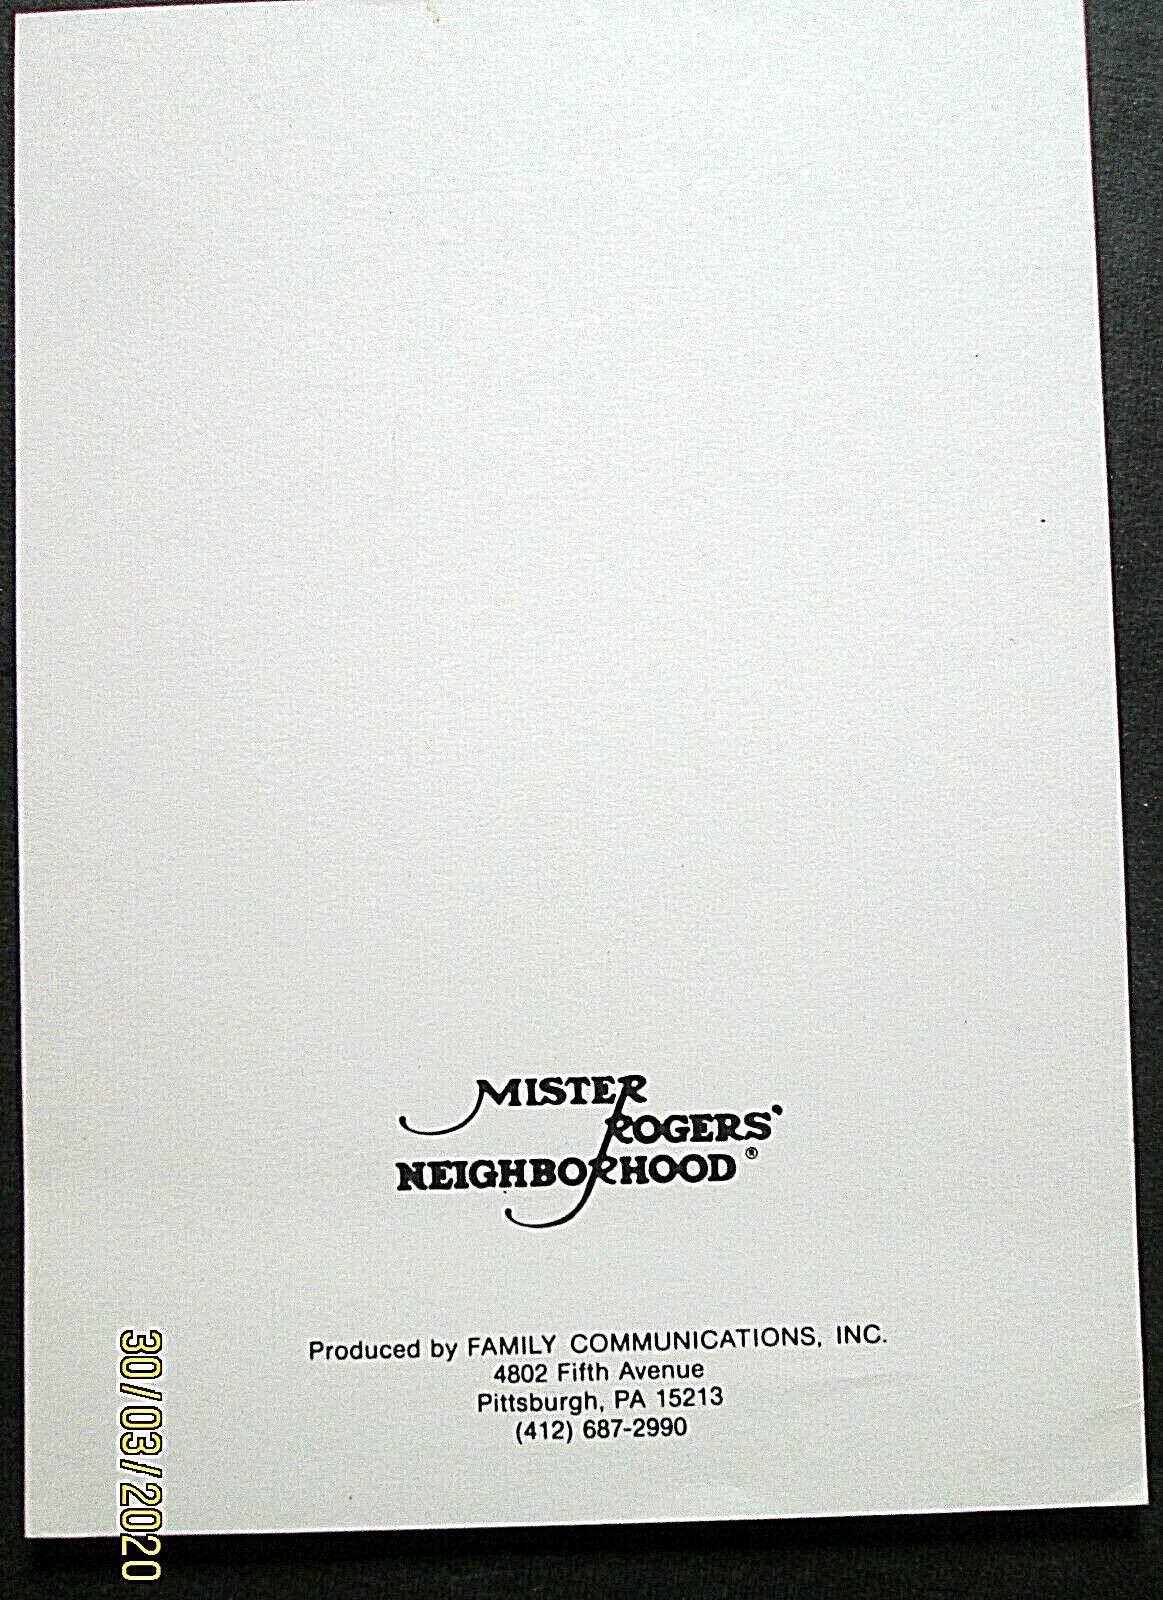 MISTER
ROGERS'
NEIGHBORHOOD®
Produced by FAMILY COMMUNICATIONS, INC.
4802 Fifth Avenue
Pittsburgh, PA 15213
(412) 687-2990
30/03/2020